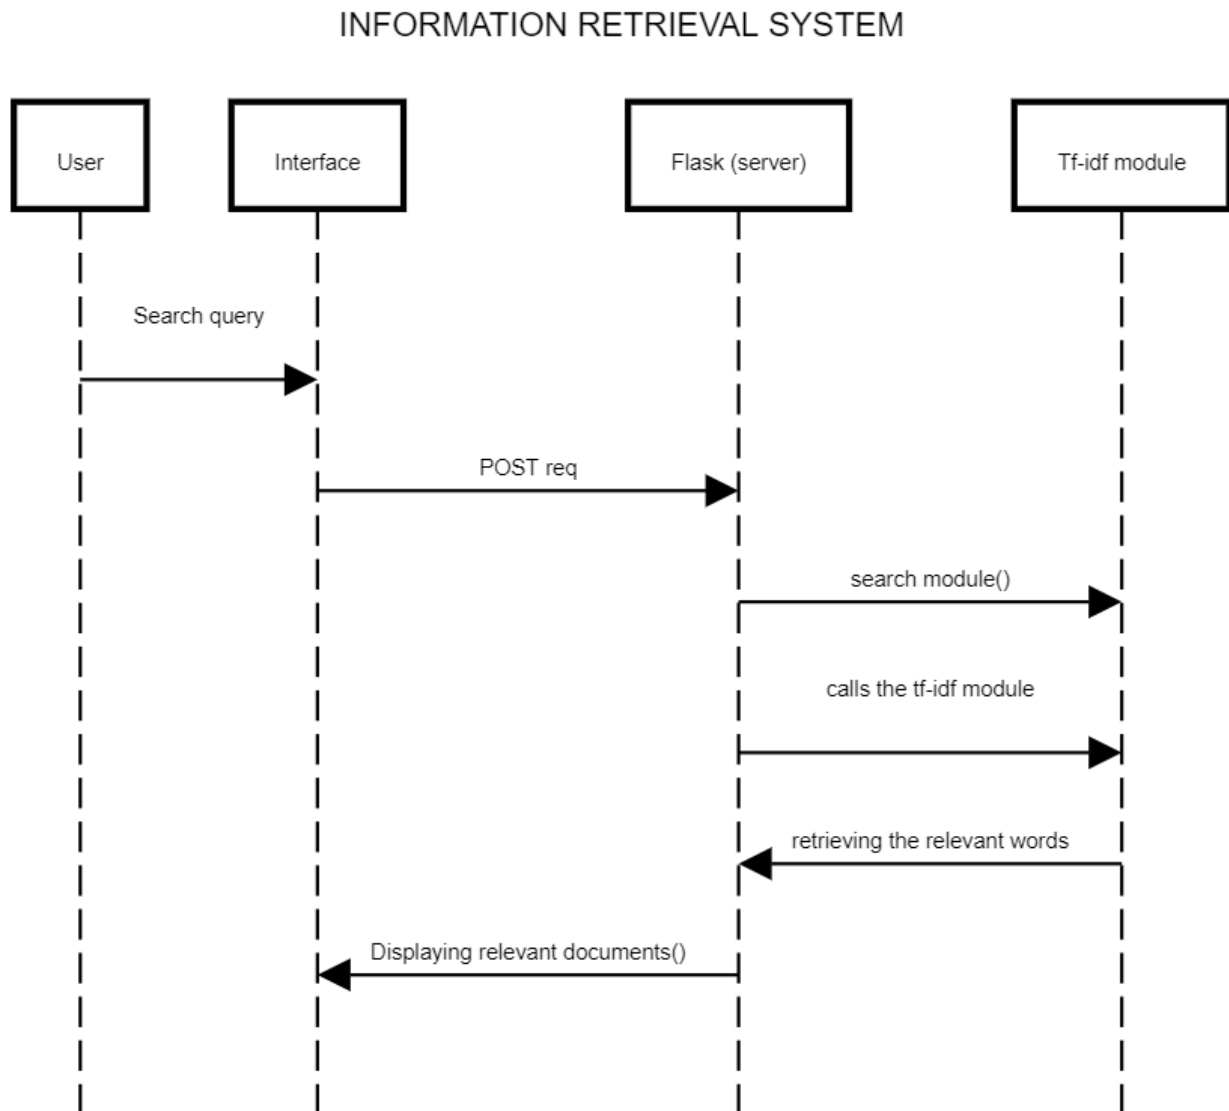 INFORMATION RETRIEVAL SYSTEM
User
Interface
Flask (server)
Tf-idf module
Search query
POST req
search module()
calls the tf-idf module
retrieving the relevant words
Displaying relevant documents()